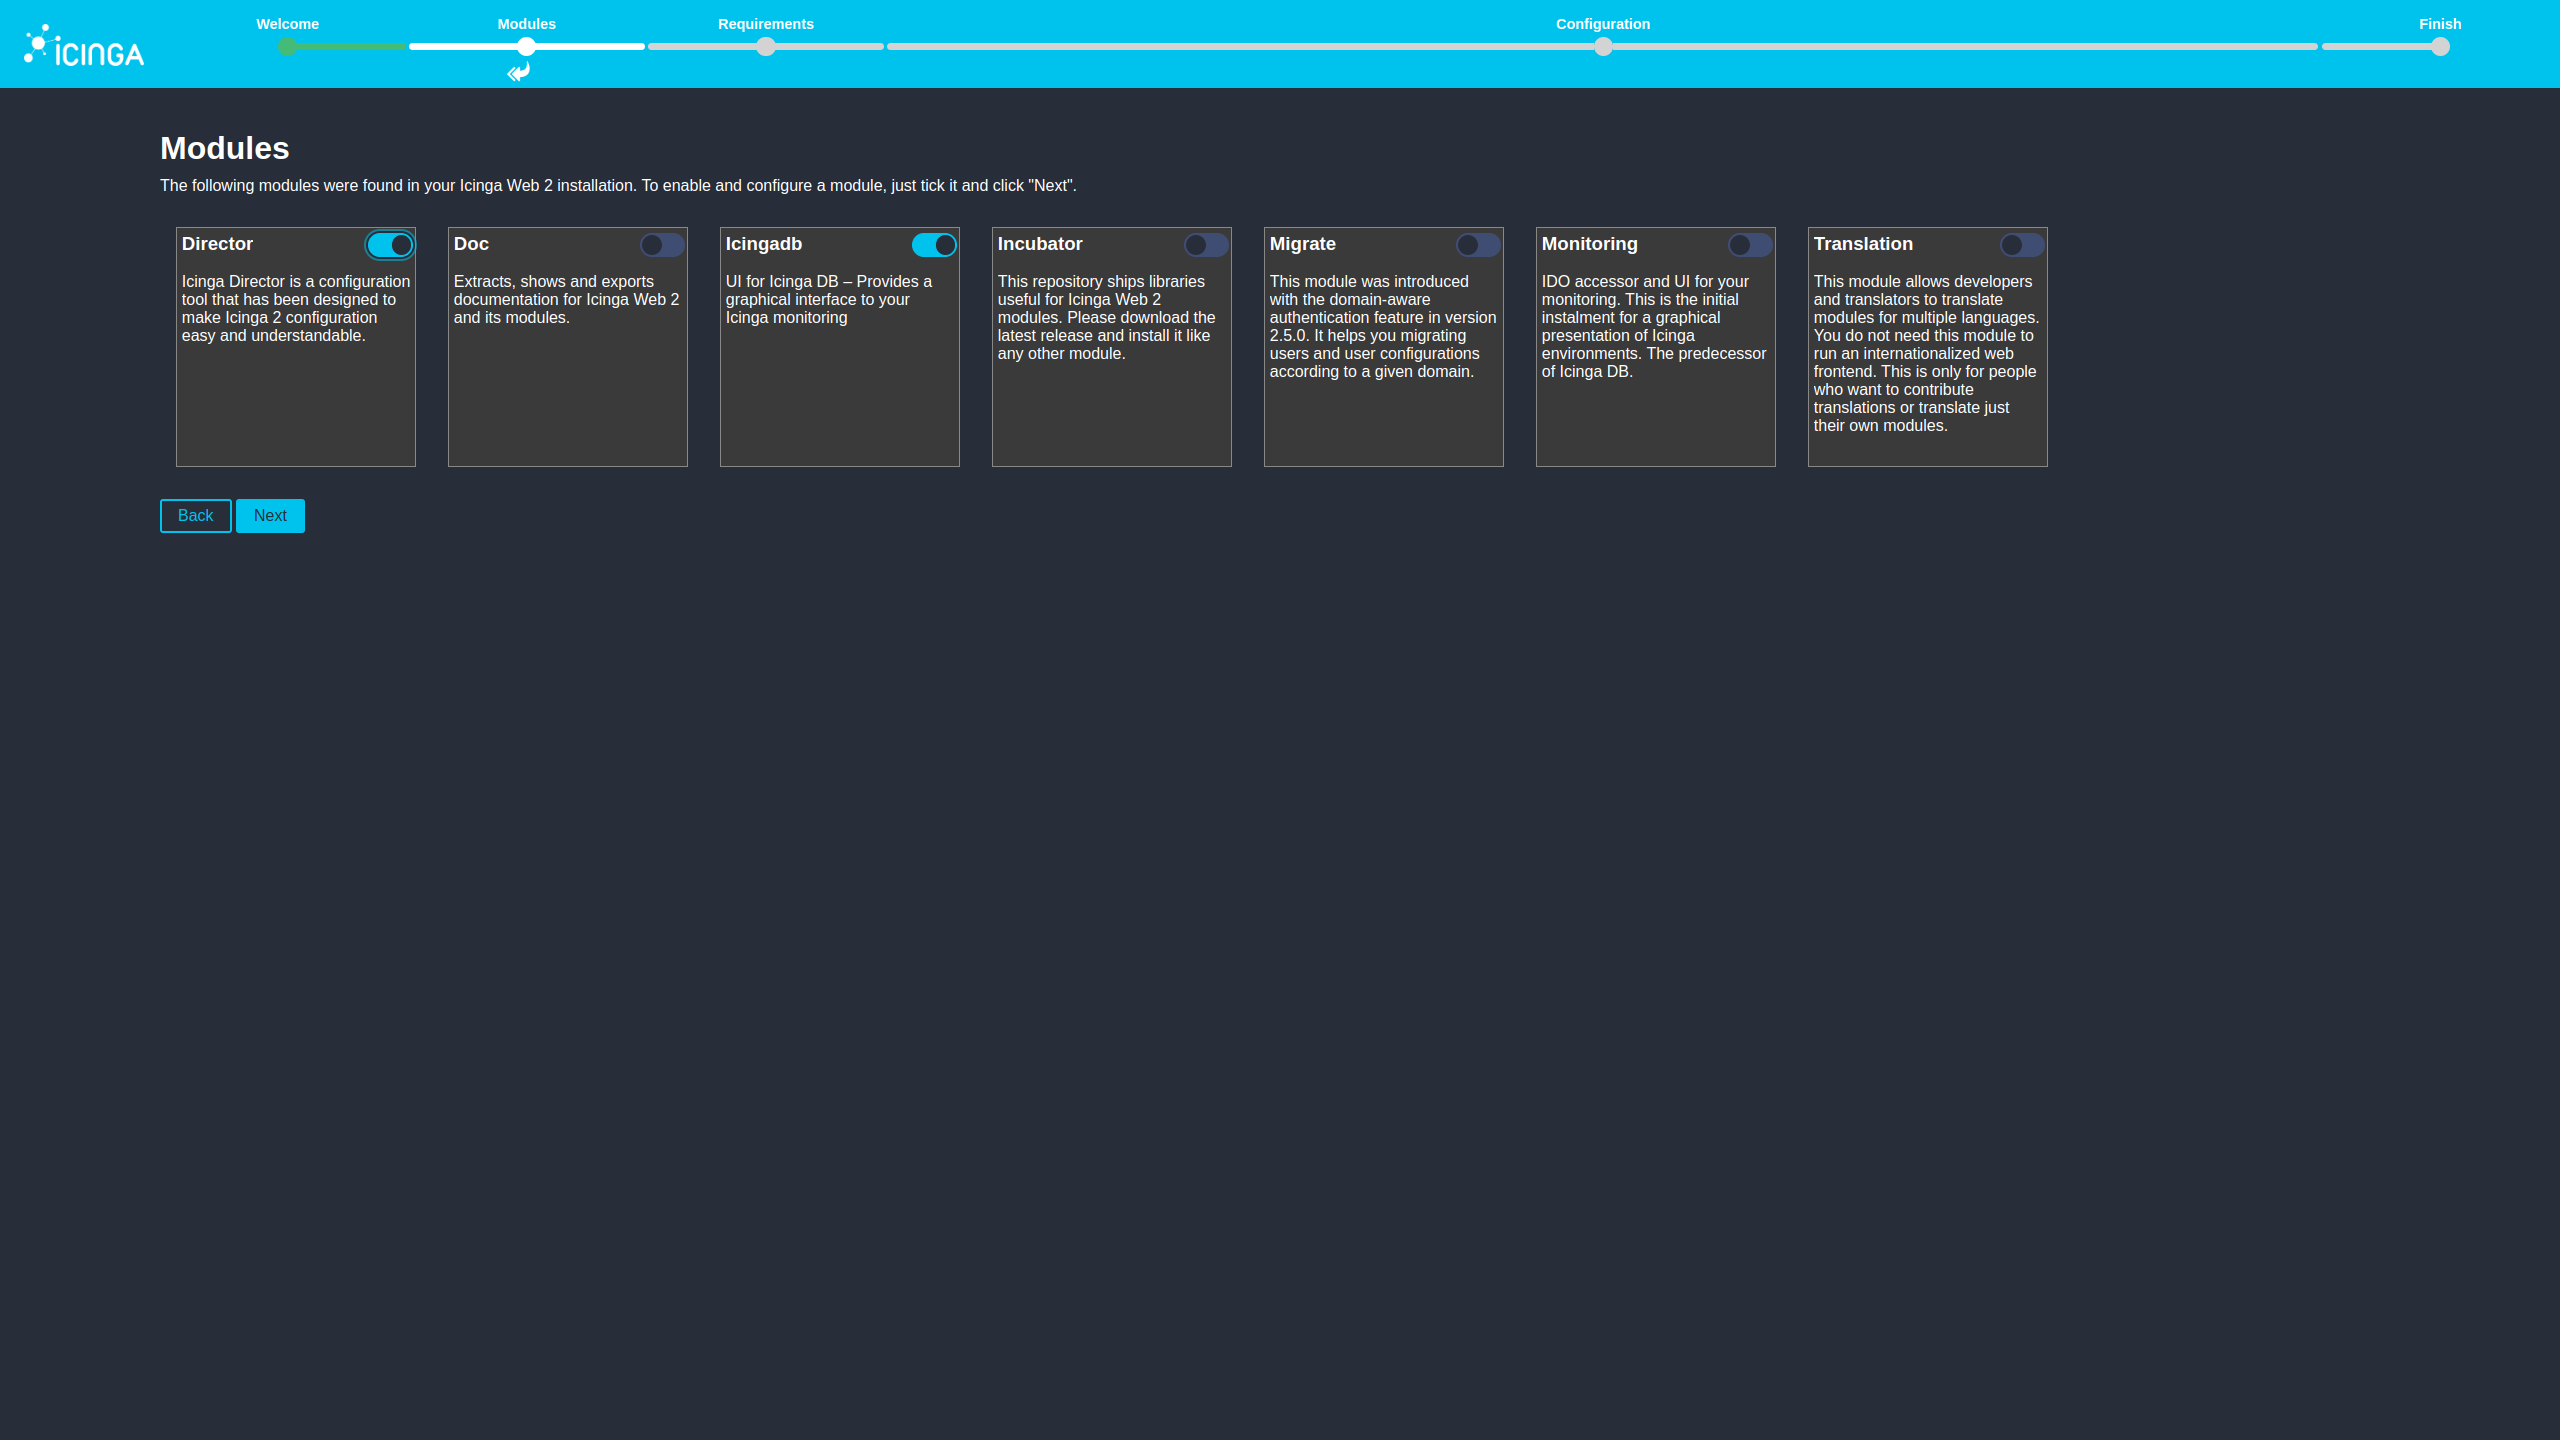 Welcome
Modules
Requirements
Configuration
Finish
ICINGA
Modules
The following modules were found in your Icinga Web 2 installation. To enable and configure a module, just tick it and click "Next".
Director
Icinga Director is a configuration
tool that has been designed to
make Icinga 2 configuration
easy and understandable.
Doc
Extracts, shows and exports
documentation for Icinga Web 2
and its modules.
Icingadb
UI for Icinga DB – Provides a
graphical interface to your
Icinga monitoring
Incubator
This repository ships libraries
useful for Icinga Web 2
modules. Please download the
latest release and install it like
any other module.
Migrate
This module was introduced
with the domain-aware
authentication feature in version
2.5.0. It helps you migrating
users and user configurations
according to a given domain.
Monitoring
IDO accessor and UI for your
monitoring. This is the initial
instalment for a graphical
presentation of Icinga
environments. The predecessor
of Icinga DB.
Translation
This module allows developers
and translators to translate
modules for multiple languages.
You do not need this module to
run an internationalized web
frontend. This is only for people
who want to contribute
translations or translate just
their own modules.
Back
Next